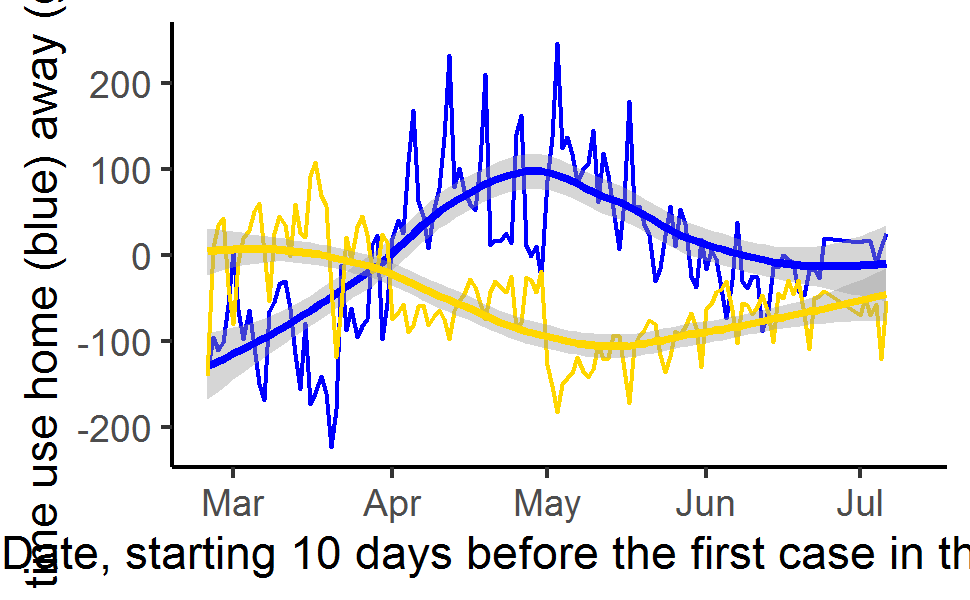 time use home (blue) away (
200
100
0
-100
-200
Mar Apr May Jun Jul
Date, starting 10 days before the first case in th